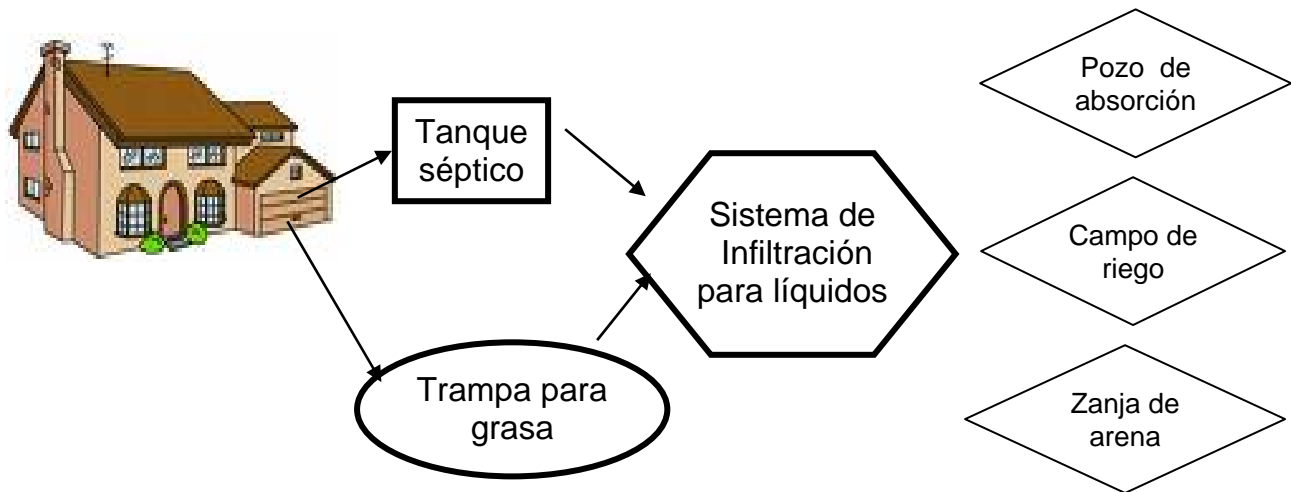 Tanque
séptico
Trampa para
grasa
Sistema de
Infiltración
para líquidos
Pozo de
absorción
Campo de
riego
Zanja de
arena